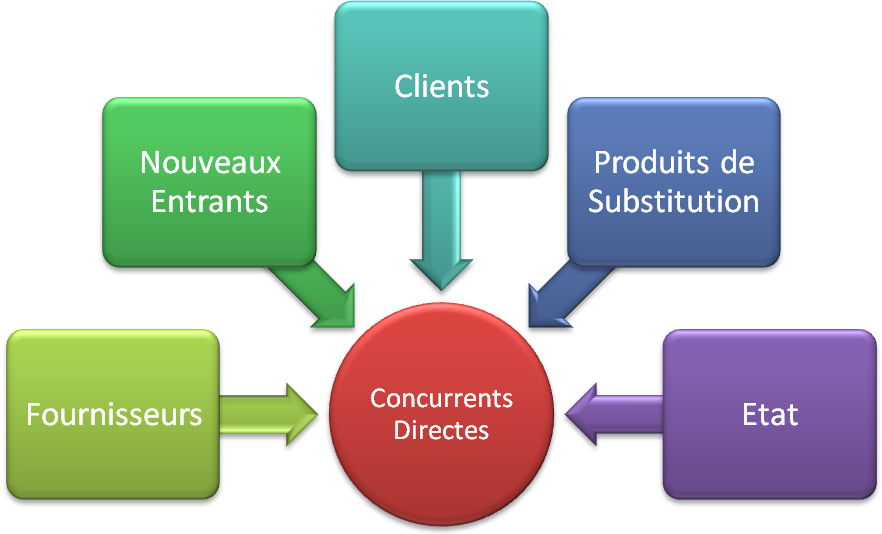 Clients
Nouveaux
Entrants
Produits de
Substitution
Fournisseurs
Concurrents
Directes
Etat